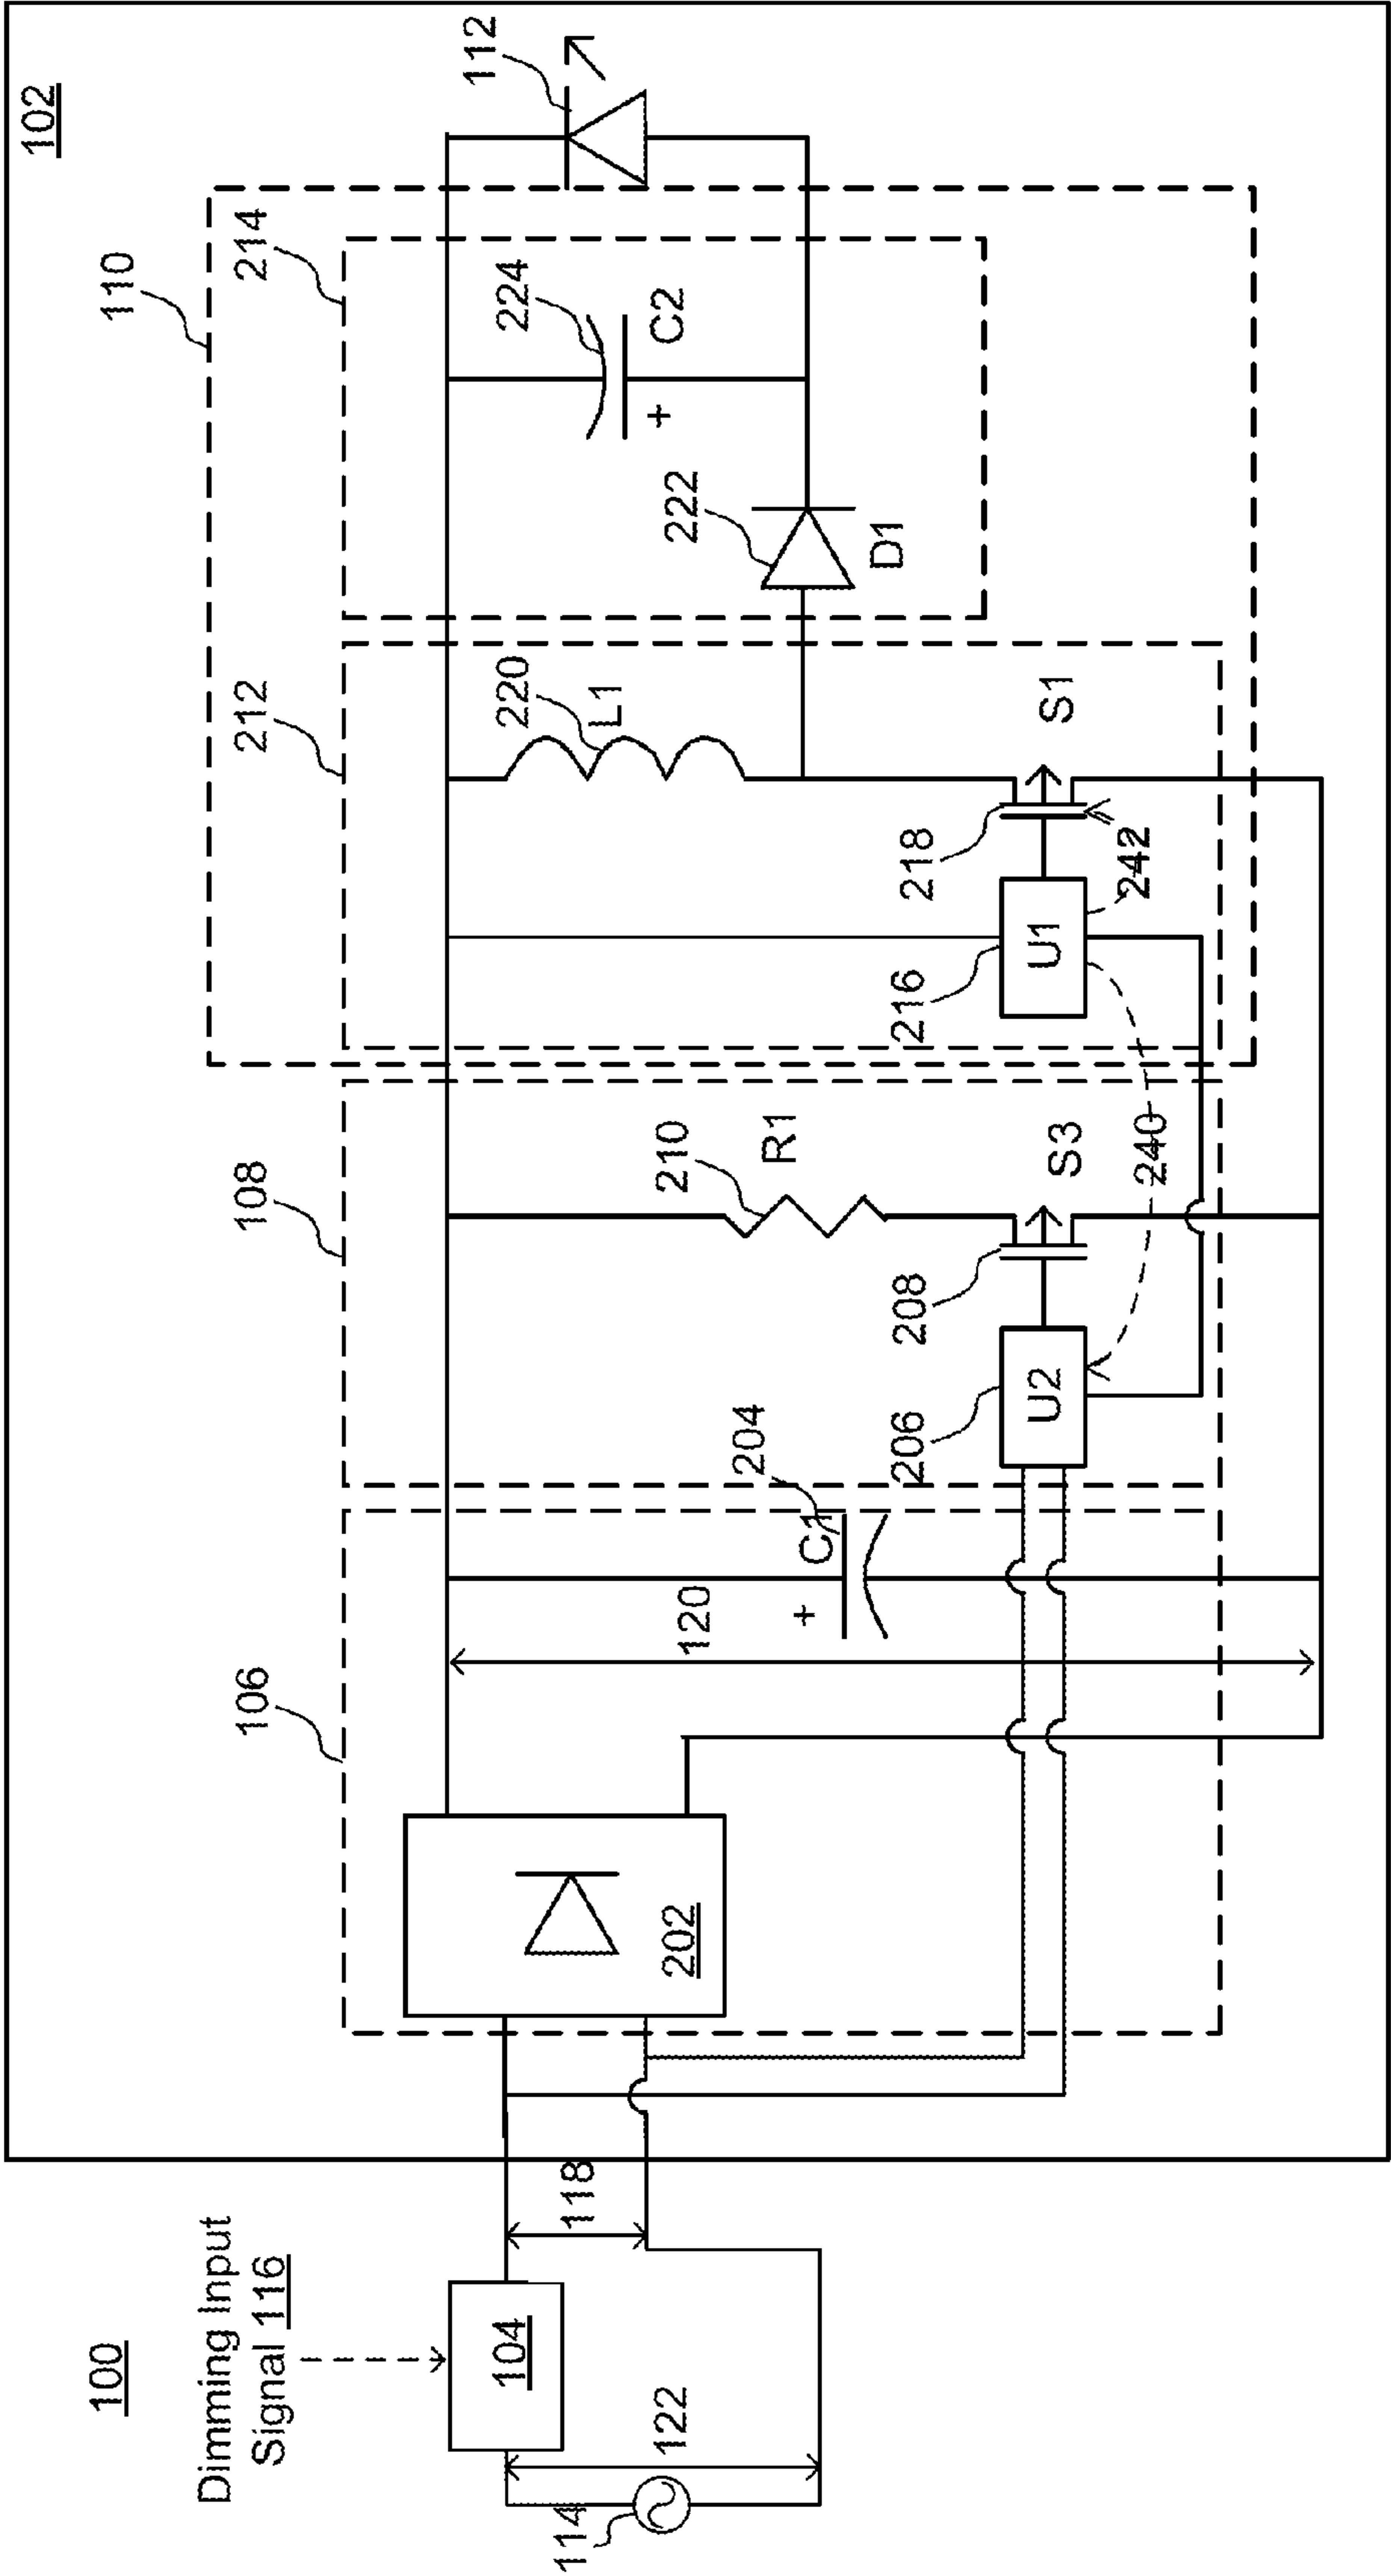 100
102
Dimming Input
Signal 116
104
114
122
118
106
202
120
+
C1
204
108
206
U2
208
S3
210
R1
240
110
212
216
U1
242
218
S1
220
L1
214
222
D1
224
+
C2
112